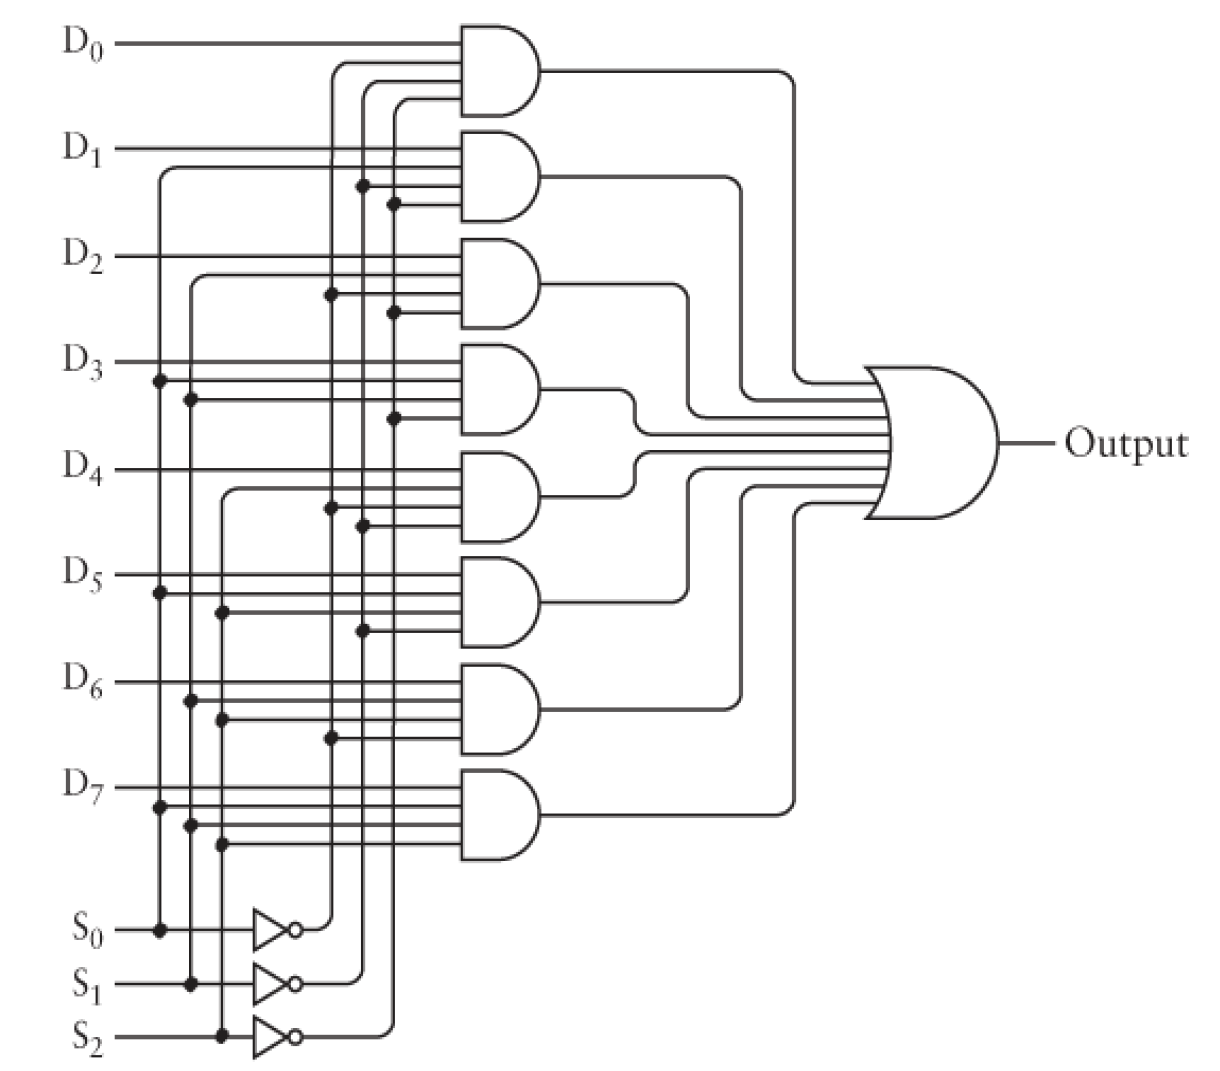 D₀
D₁
D₂
D₃
D₄
Output
D₅
D₆
D₇
S₀
S₁
S₂